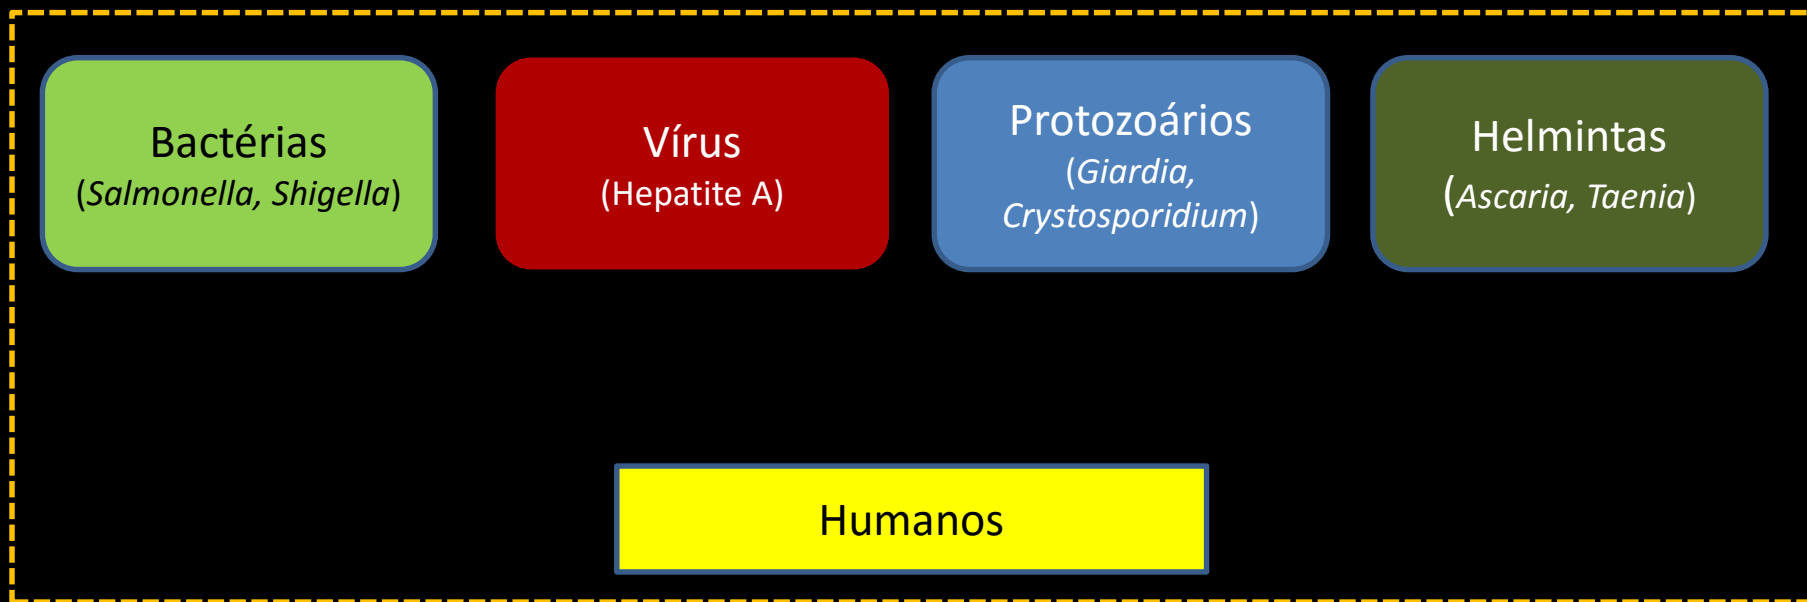 Bactérias
(Salmonella, Shigella)
Vírus
(Hepatite A)
Protozoários
(Giardia,
Crystosporidium)
Helmintas
(Ascaria, Taenia)
Humanos